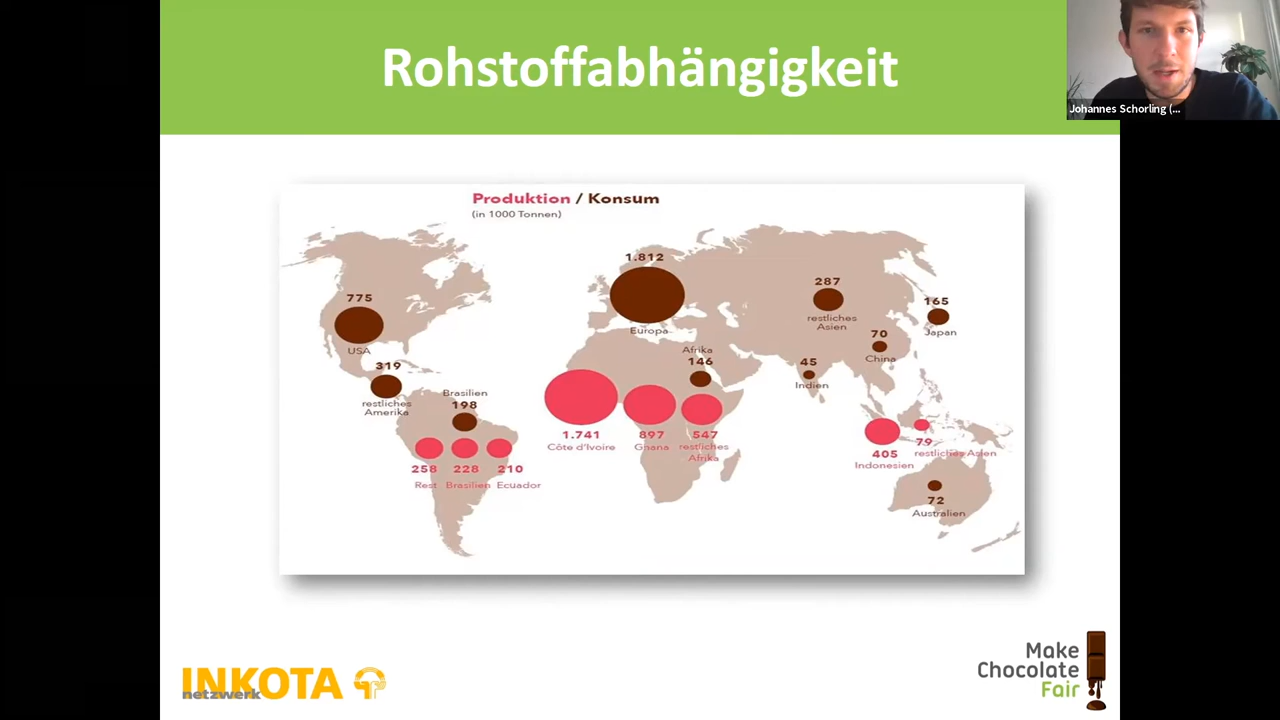 Rohstoffabhängigkeit
Johannes Schorling (...
Produktion / Konsum
(in 1000 Tonnen)
1.812
Europa
775
USA
319
restliches
Amerika
Brasilien
198
258
Rest
228
Brasilien
210
Ecuador
Afrika
146
1.741
Côte d'Ivoire
897
Ghana
547
restliches
Afrika
287
restliches
Asien
165
Japan
70
China
45
Indien
405
Indonesien
79
restliches Asien
72
Australien
INKOTA
netzwerk
Make
Chocolate
Fair